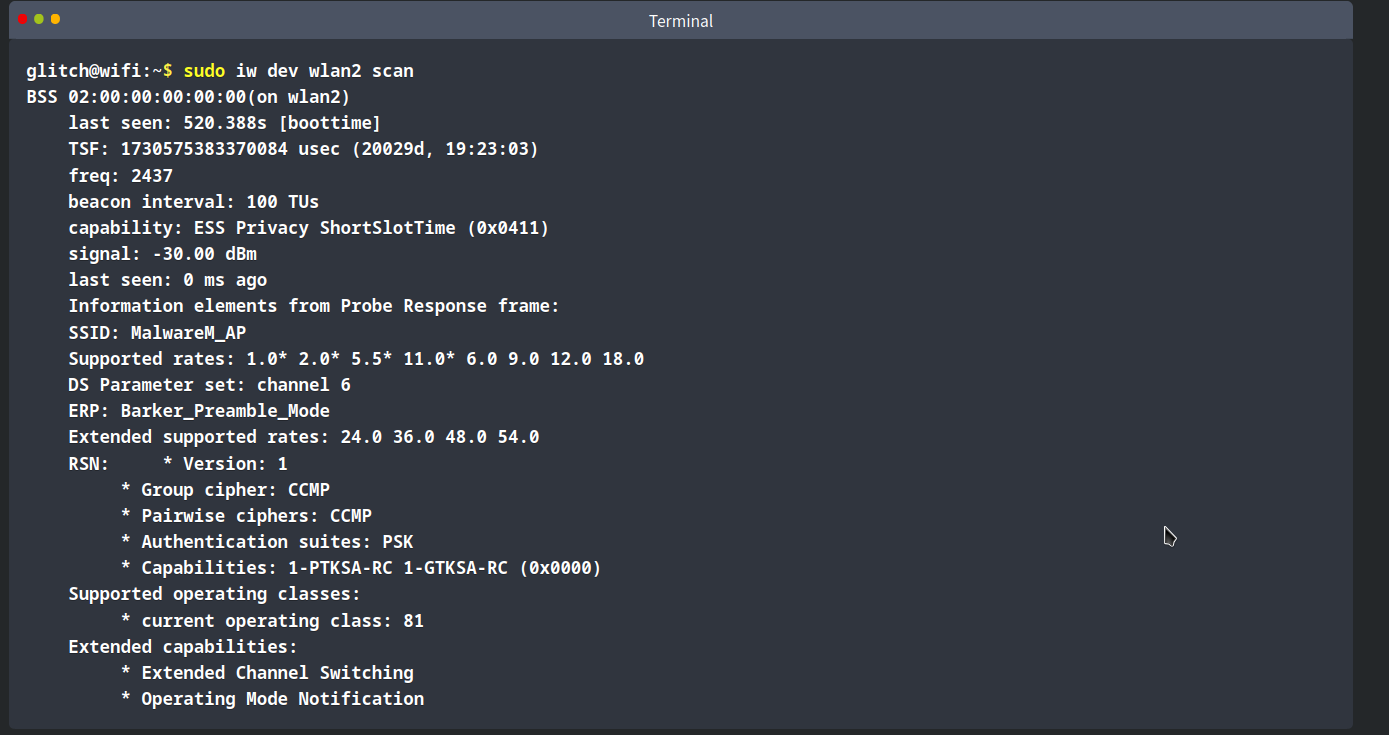 Terminal
glitch@wifi:~$ sudo iw dev wlan2 scan
BSS 02:00:00:00:00:00(on wlan2)
last seen: 520.388s [boottime]
TSF: 1730575383370084 usec (20029d, 19:23:03)
freq: 2437
beacon interval: 100 TUs
capability: ESS Privacy ShortSlotTime (0x0411)
signal: -30.00 dBm
last seen: 0 ms ago
Information elements from Probe Response frame:
SSID: MalwareM_AP
Supported rates: 1.0* 2.0* 5.5* 11.0* 6.0 9.0 12.0 18.0
DS Parameter set: channel 6
ERP: Barker_Preamble_Mode
Extended supported rates: 24.0 36.0 48.0 54.0
RSN:     * Version: 1
* Group cipher: CCMP
* Pairwise ciphers: CCMP
* Authentication suites: PSK
* Capabilities: 1-PTKSA-RC 1-GTKSA-RC (0x0000)
Supported operating classes:
* current operating class: 81
Extended capabilities:
* Extended Channel Switching
* Operating Mode Notification